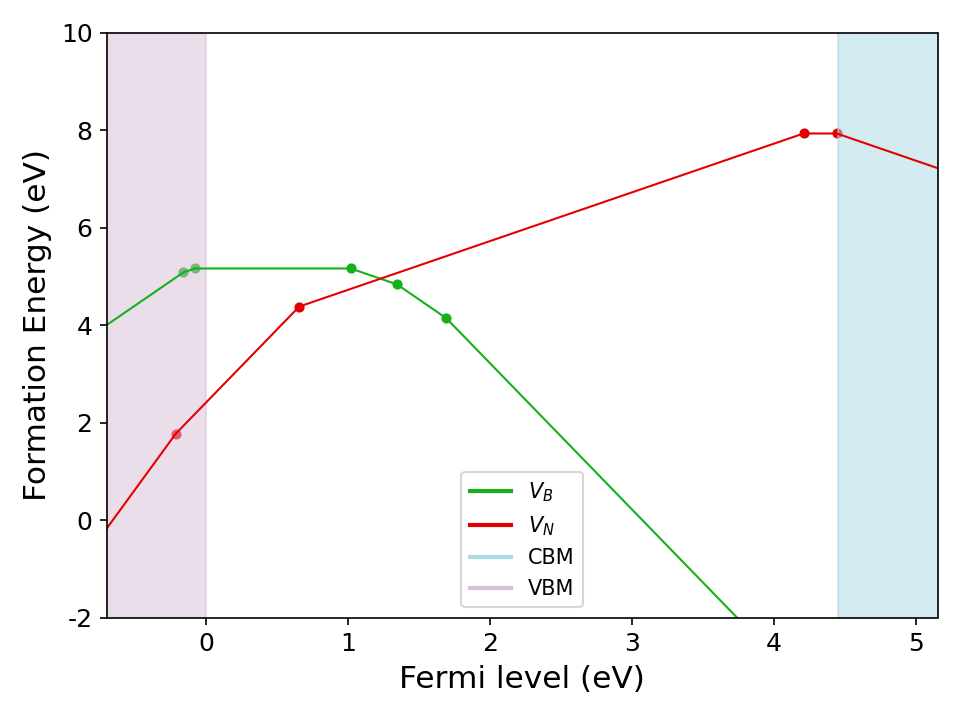 Formation Energy (eV)
10
8
6
4
2
0
-2
0 1 2 3 4 5
Fermi level (eV)
V_B
V_N
CBM
VBM